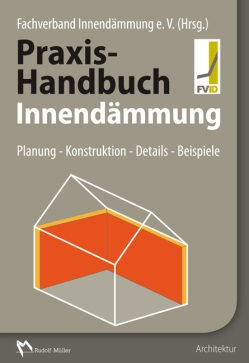 Fachverband Innendämmung e. V. (Hrsg.)
Praxis-
Handbuch
FVID
Innendämmung
Planung - Konstruktion - Details - Beispiele
Rudolf Müller
Architektur